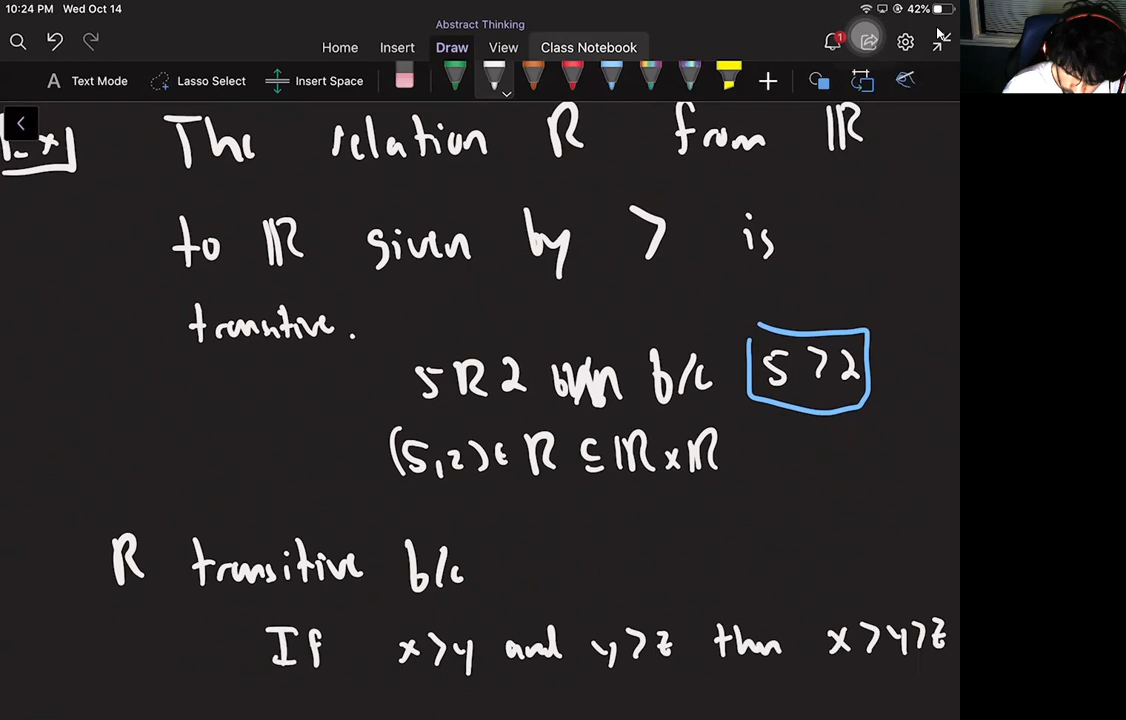 10:24 PM Wed Oct 14
42%
Abstract Thinking
Home Insert Draw View Class Notebook
1
Text Mode Lasso Select Insert Space
The relation R from ℝ
to ℝ given by > is
transitive.
5 R 2 b/c 5 > 2
(5,2) ∈ R ⊆ ℝ × ℝ
R transitive b/c
If x>y and y>z then x>y>z